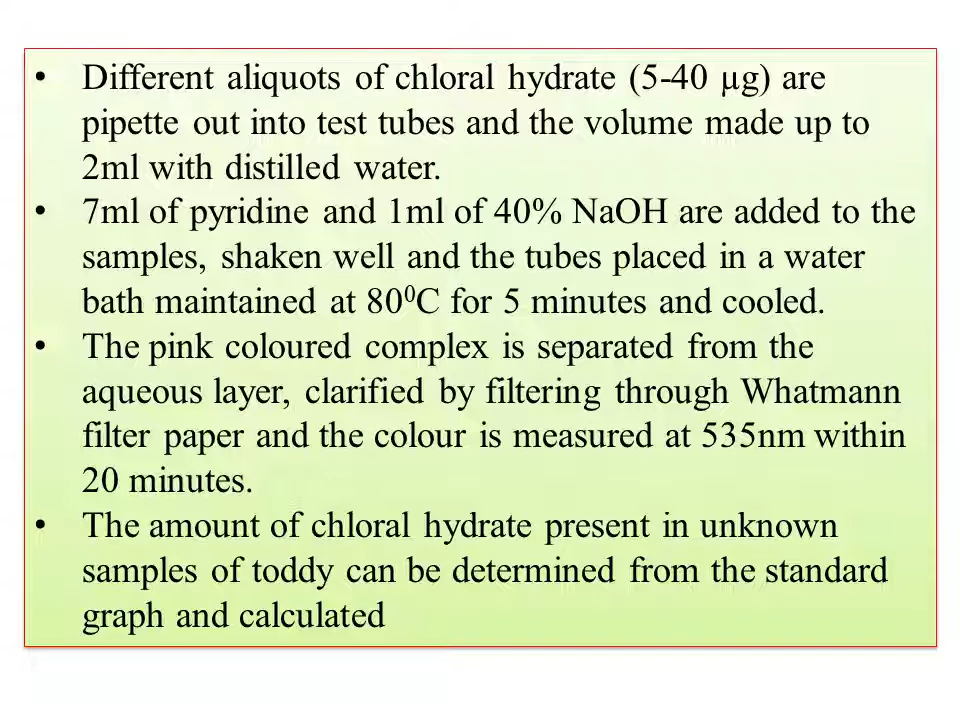 • Different aliquots of chloral hydrate (5-40 µg) are
pipette out into test tubes and the volume made up to
2ml with distilled water.
• 7ml of pyridine and 1ml of 40% NaOH are added to the
samples, shaken well and the tubes placed in a water
bath maintained at 80⁰C for 5 minutes and cooled.
• The pink coloured complex is separated from the
aqueous layer, clarified by filtering through Whatmann
filter paper and the colour is measured at 535nm within
20 minutes.
• The amount of chloral hydrate present in unknown
samples of toddy can be determined from the standard
graph and calculated